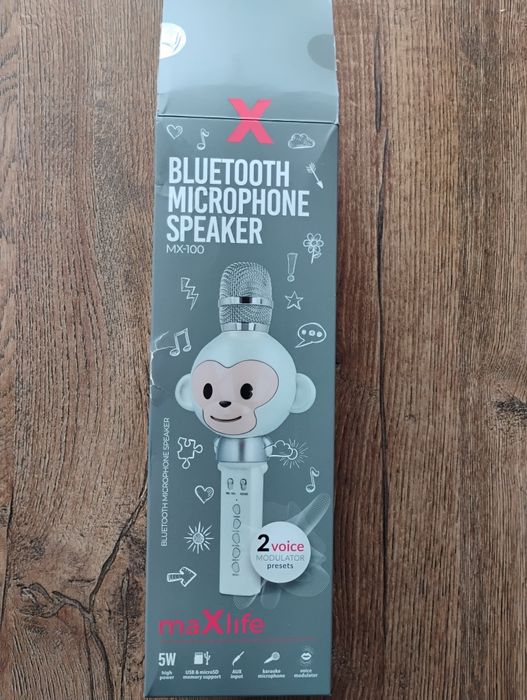 X
BLUETOOTH
MICROPHONE
SPEAKER
MX-100
BLUETOOTH MICROPHONE SPEAKER
2 voice
MODULATOR
presets
maXlife
5W
high
power
USB & microSD
memory support
AUX
input
karaoke
microphone
voice
modulator